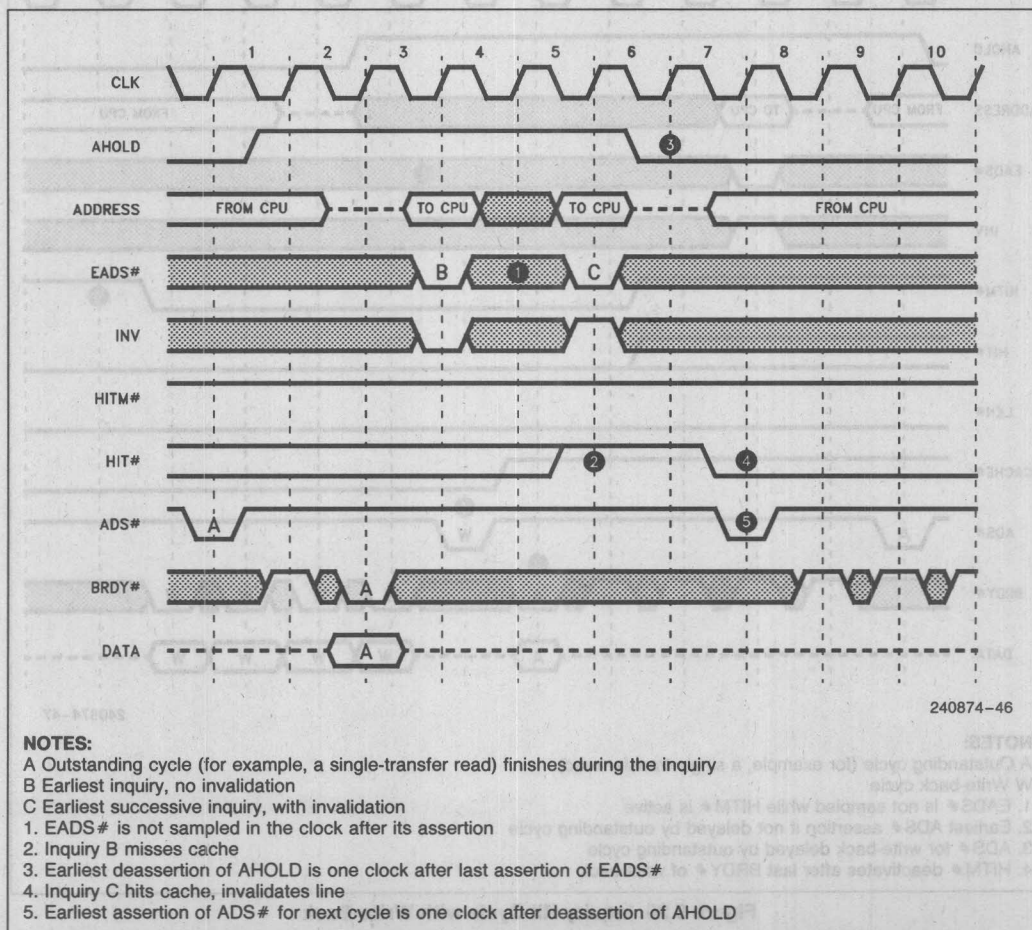 1 2 3 4 5 6 7 8 9 10
CLK
AHOLD 3
ADDRESS FROM CPU TO CPU TO CPU FROM CPU
EADS# B 1 C
INV
HITM#
HIT# 2 4
ADS# A 5
BRDY# A
DATA A
240874-46
NOTES:
A Outstanding cycle (for example, a single-transfer read) finishes during the inquiry
B Earliest inquiry, no invalidation
C Earliest successive inquiry, with invalidation
1. EADS# is not sampled in the clock after its assertion
2. Inquiry B misses cache
3. Earliest deassertion of AHOLD is one clock after last assertion of EADS#
4. Inquiry C hits cache, invalidates line
5. Earliest assertion of ADS# for next cycle is one clock after deassertion of AHOLD